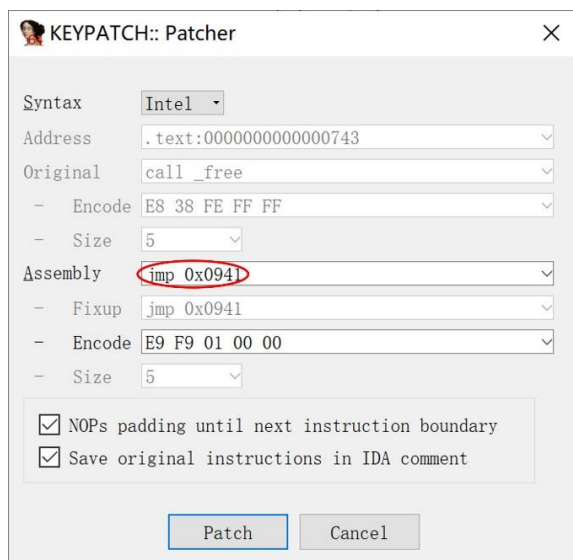 KEYPATCH:: Patcher
Syntax Intel
Address .text:0000000000000743
Original call _free
- Encode E8 38 FE FF FF
- Size 5
Assembly jmp 0x0941
- Fixup jmp 0x0941
- Encode E9 F9 01 00 00
- Size 5
NOPs padding until next instruction boundary
Save original instructions in IDA comment
Patch Cancel